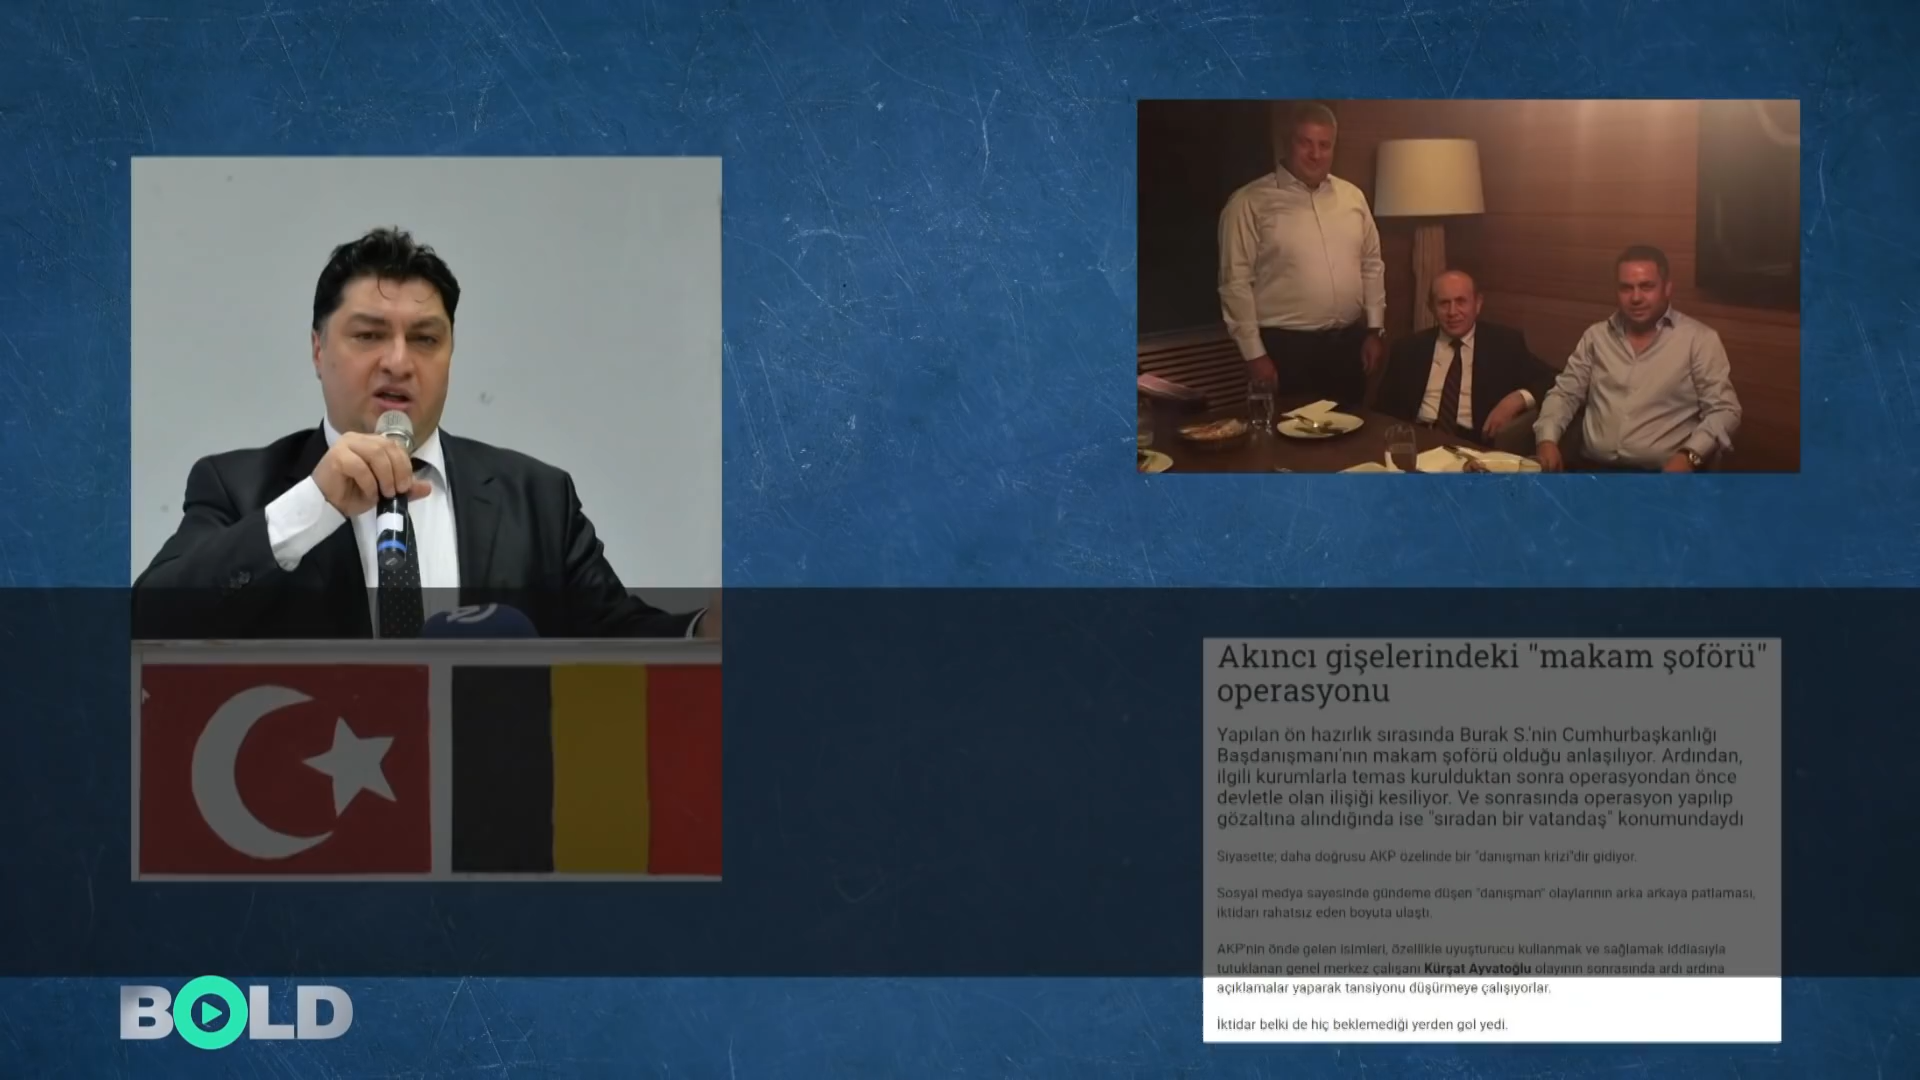 Akıncı gişelerindeki "makam şoförü"
operasyonu
Yapılan ön hazırlık sırasında Burak S.'nin Cumhurbaşkanlığı
Başdanışmanı'nın makam şoförü olduğu anlaşılıyor. Ardından,
ilgili kurumlarla temas kurulduktan sonra operasyondan önce
devletle olan ilişiği kesiliyor. Ve sonrasında operasyon yapılıp
gözaltına alındığında ise "sıradan bir vatandaş" konumundaydı
Siyasette; daha doğrusu AKP özelinde bir "danışman krizi"dir gidiyor.
Sosyal medya sayesinde gündeme düşen "danışman" olaylarının arka arkaya patlaması,
iktidarı rahatsız eden boyuta ulaştı.
AKP'nin önde gelen isimleri, özellikle uyuşturucu kullanmak ve sağlamak iddiasıyla
tutuklanan genel merkez çalışanı Kürşat Ayvatoğlu olayının sonrasında ardı ardına
açıklamalar yaparak tansiyonu düşürmeye çalışıyorlar.
İktidar belki de hiç beklemediği yerden gol yedi.
BOLD